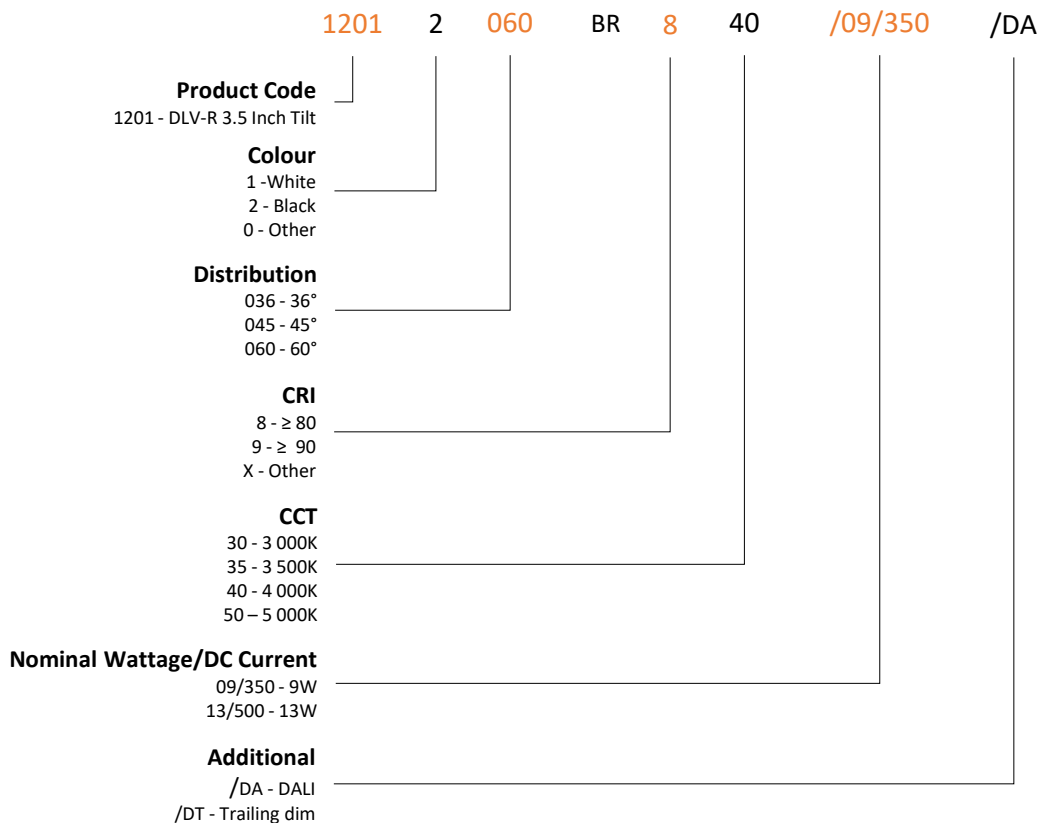 1201 2 060 BR 8 40 /09/350 /DA
Product Code
1201 - DLV-R 3.5 Inch Tilt
Colour
1 -White
2 - Black
0 - Other
Distribution
036 - 36°
045 - 45°
060 - 60°
CRI
8 - ≥ 80
9 - ≥ 90
X - Other
CCT
30 - 3 000K
35 - 3 500K
40 - 4 000K
50 – 5 000K
Nominal Wattage/DC Current
09/350 - 9W
13/500 - 13W
Additional
/DA - DALI
/DT - Trailing dim